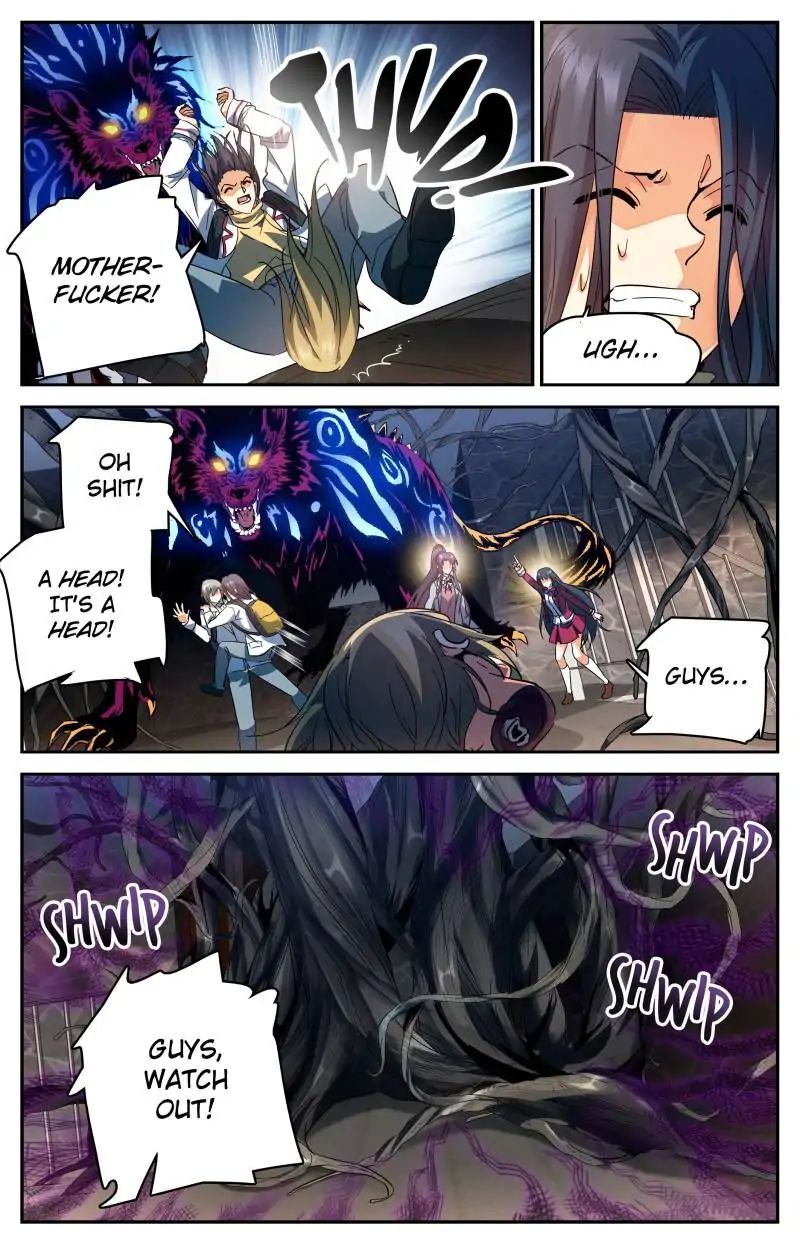 THUD!
MOTHER-
FUCKER!
UGH...
OH
SHIT!
A HEAD!
IT'S A
HEAD!
GUYS...
SHWIP
SHWIP
SHWIP
GUYS,
WATCH
OUT!